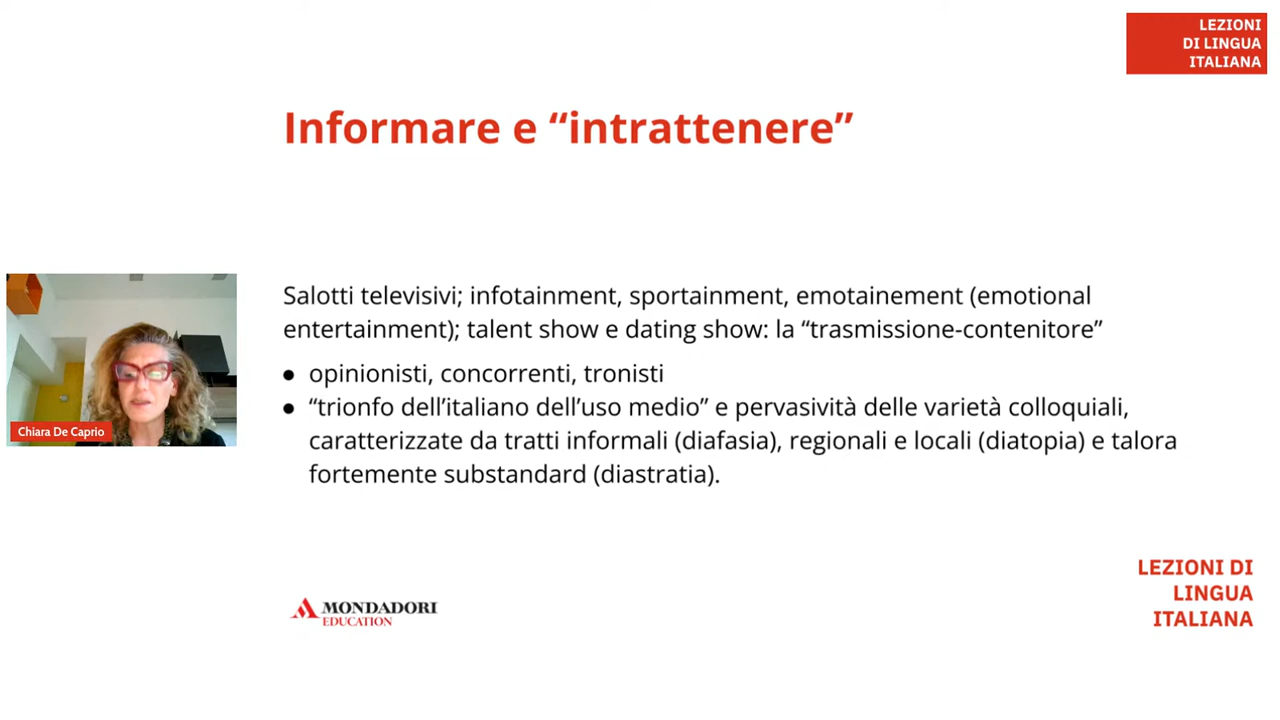 LEZIONI
DI LINGUA
ITALIANA
Informare e “intrattenere”
Salotti televisivi; infotainment, sportainment, emotainement (emotional
entertainment); talent show e dating show: la “trasmissione-contenitore”
● opinionisti, concorrenti, tronisti
● “trionfo dell’italiano dell’uso medio” e pervasività delle varietà colloquiali,
caratterizzate da tratti informali (diafasia), regionali e locali (diatopia) e talora
fortemente substandard (diastratia).
Chiara De Caprio
MONDADORI
EDUCATION
LEZIONI DI
LINGUA
ITALIANA